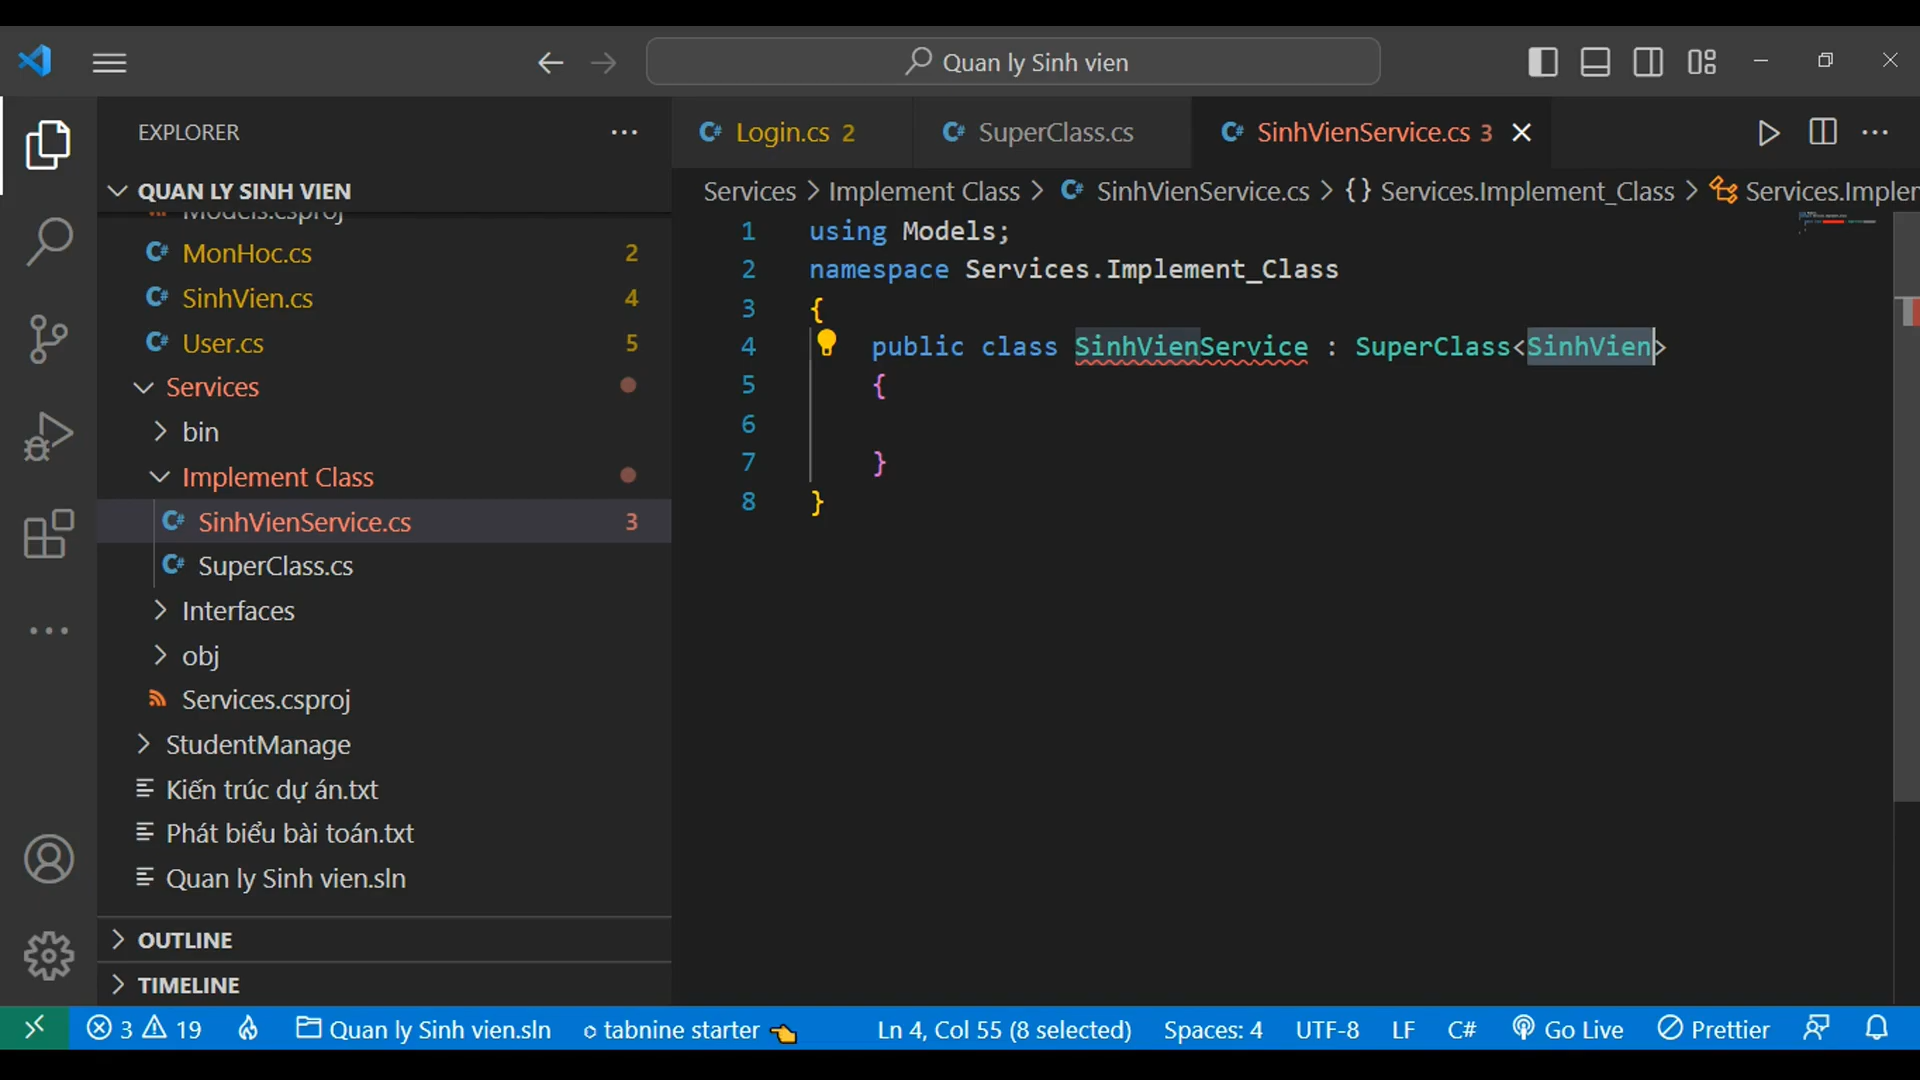 Quan ly Sinh vien
EXPLORER
QUAN LY SINH VIEN
Models.csproj
MonHoc.cs 2
SinhVien.cs 4
User.cs 5
Services
bin
Implement Class
SinhVienService.cs 3
SuperClass.cs
Interfaces
obj
Services.csproj
StudentManage
Kiến trúc dự án.txt
Phát biểu bài toán.txt
Quan ly Sinh vien.sln
OUTLINE
TIMELINE
Login.cs 2
SuperClass.cs
SinhVienService.cs 3
Services > Implement Class > SinhVienService.cs > {} Services.Implement_Class > Services.Implem
1 using Models;
2 namespace Services.Implement_Class
3 {
4 public class SinhVienService : SuperClass<SinhVien>
5 {
6
7 }
8 }
3 19 Quan ly Sinh vien.sln tabnine starter Ln 4, Col 55 (8 selected) Spaces: 4 UTF-8 LF C# Go Live Prettier